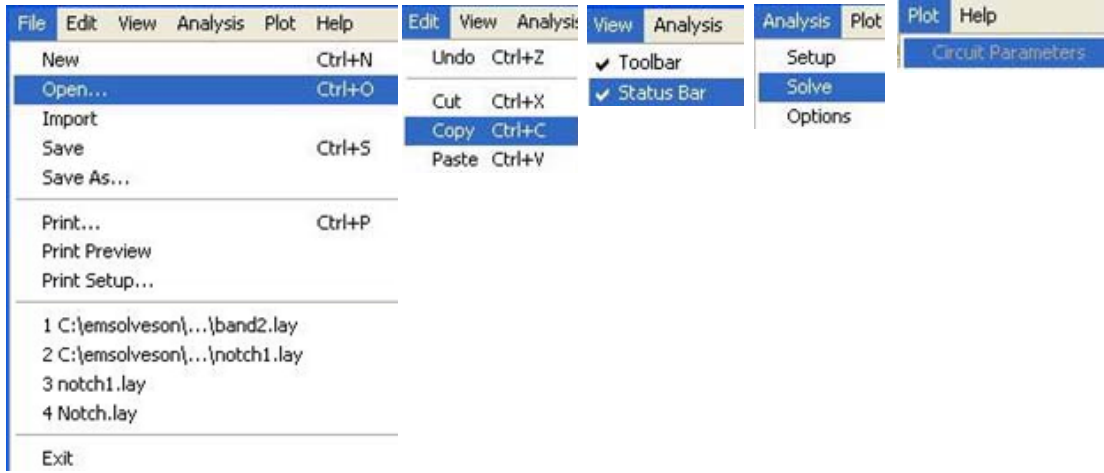 File Edit View Analysis Plot Help
New Ctrl+N
Open... Ctrl+O
Import
Save Ctrl+S
Save As...
Print... Ctrl+P
Print Preview
Print Setup...
1 C:\emsolveson\...\band2.lay
2 C:\emsolveson\...\notch1.lay
3 notch1.lay
4 Notch.lay
Exit
Edit View Analysis
Undo Ctrl+Z
Cut Ctrl+X
Copy Ctrl+C
Paste Ctrl+V
View Analysis
Toolbar
Status Bar
Analysis Plot
Setup
Solve
Options
Plot Help
Circuit Parameters